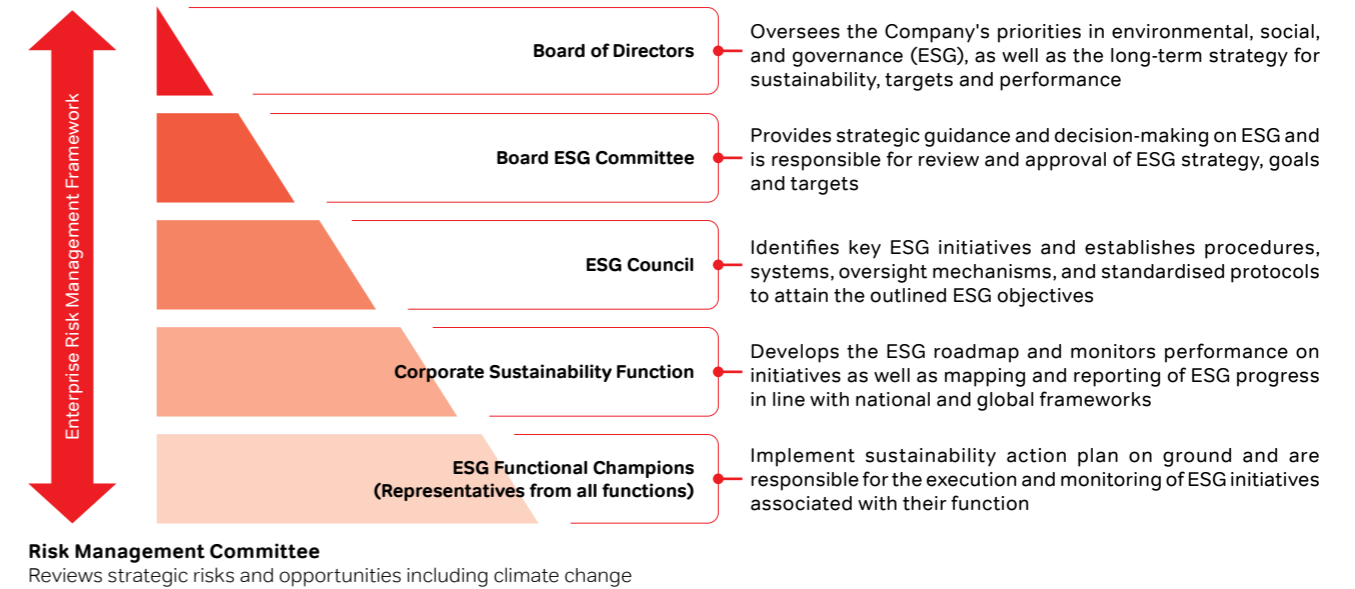 Enterprise Risk Management Framework
Board of Directors
Oversees the Company's priorities in environmental, social,
and governance (ESG), as well as the long-term strategy for
sustainability, targets and performance
Board ESG Committee
Provides strategic guidance and decision-making on ESG and
is responsible for review and approval of ESG strategy, goals
and targets
ESG Council
Identifies key ESG initiatives and establishes procedures,
systems, oversight mechanisms, and standardised protocols
to attain the outlined ESG objectives
Corporate Sustainability Function
Develops the ESG roadmap and monitors performance on
initiatives as well as mapping and reporting of ESG progress
in line with national and global frameworks
ESG Functional Champions
(Representatives from all functions)
Implement sustainability action plan on ground and are
responsible for the execution and monitoring of ESG initiatives
associated with their function
Risk Management Committee
Reviews strategic risks and opportunities including climate change